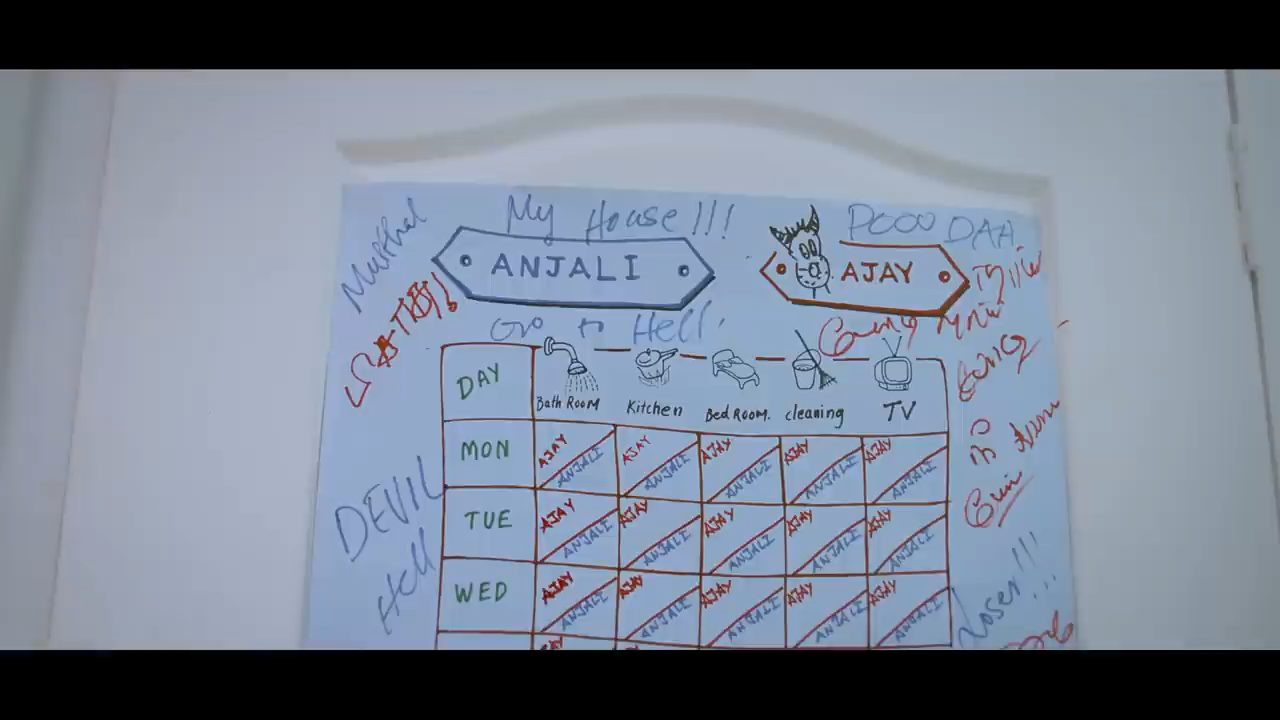 My House!!!
POOO DAA
ANJALI
AJAY
Go to Hell.
DEVIL
Hell
Loser!!!...
DAY Bath Room Kitchen Bed Room. cleaning TV
MON AJAY ANJALI AJAY ANJALI AJAY ANJALI AJAY ANJALI AJAY ANJALI
TUE AJAY ANJALI AJAY ANJALI AJAY ANJALI AJAY ANJALI AJAY ANJALI
WED AJAY ANJALI AJAY ANJALI AJAY ANJALI AJAY ANJALI AJAY ANJALI